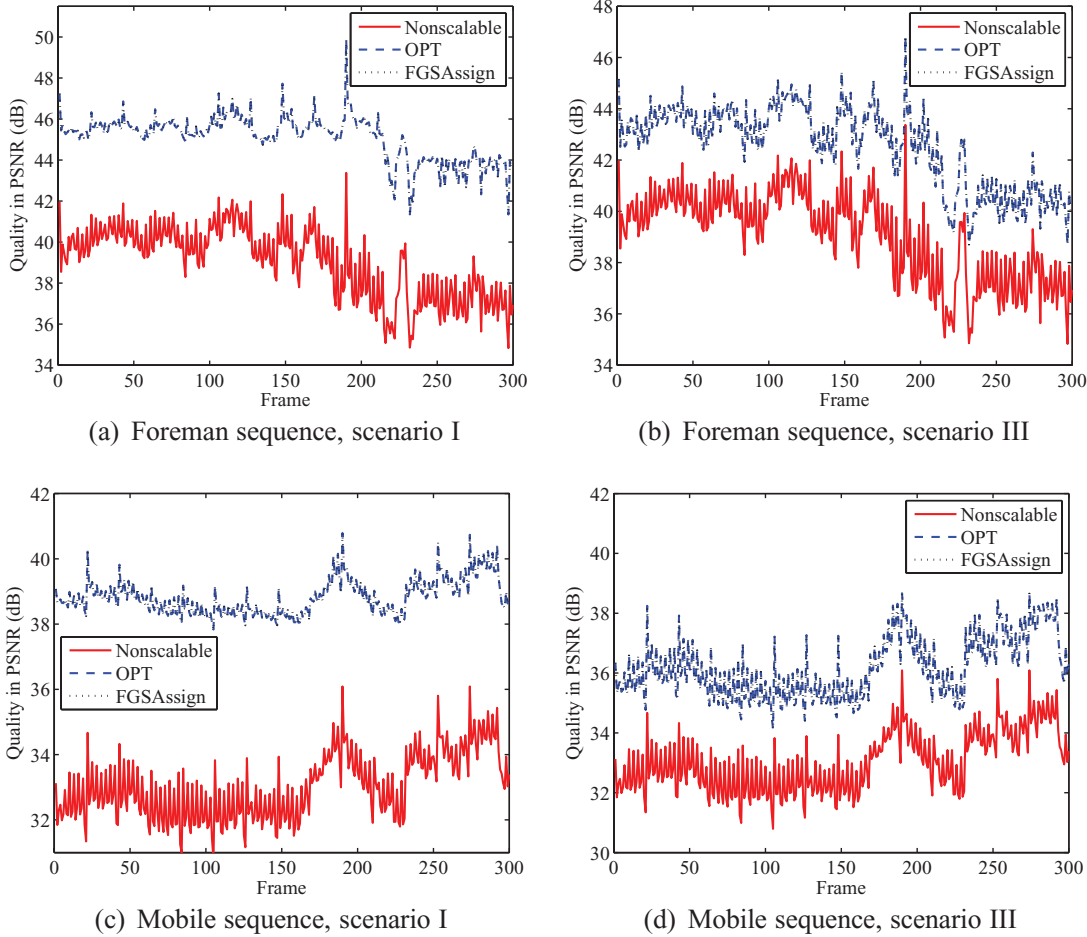 Nonscalable
OPT
FGSAssign
50
48
46
44
42
40
38
36
34
Quality in PSNR (dB)
0 50 100 150 200 250 300
Frame
(a) Foreman sequence, scenario I
Nonscalable
OPT
FGSAssign
48
46
44
42
40
38
36
34
Quality in PSNR (dB)
0 50 100 150 200 250 300
Frame
(b) Foreman sequence, scenario III
42
40
38
36
34
32
Quality in PSNR (dB)
Nonscalable
OPT
FGSAssign
0 50 100 150 200 250 300
Frame
(c) Mobile sequence, scenario I
Nonscalable
OPT
FGSAssign
42
40
38
36
34
32
30
Quality in PSNR (dB)
0 50 100 150 200 250 300
Frame
(d) Mobile sequence, scenario III